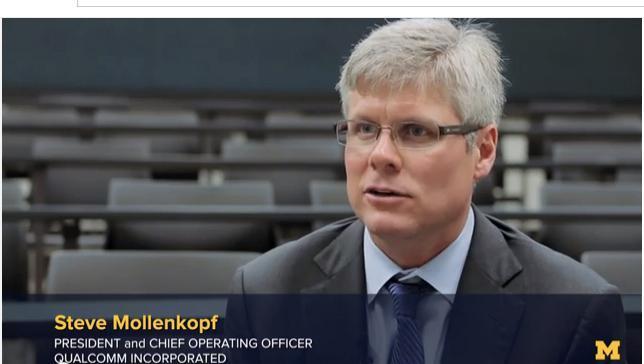 Steve Mollenkopf
PRESIDENT and CHIEF OPERATING OFFICER
QUALCOMM INCORPORATED
M